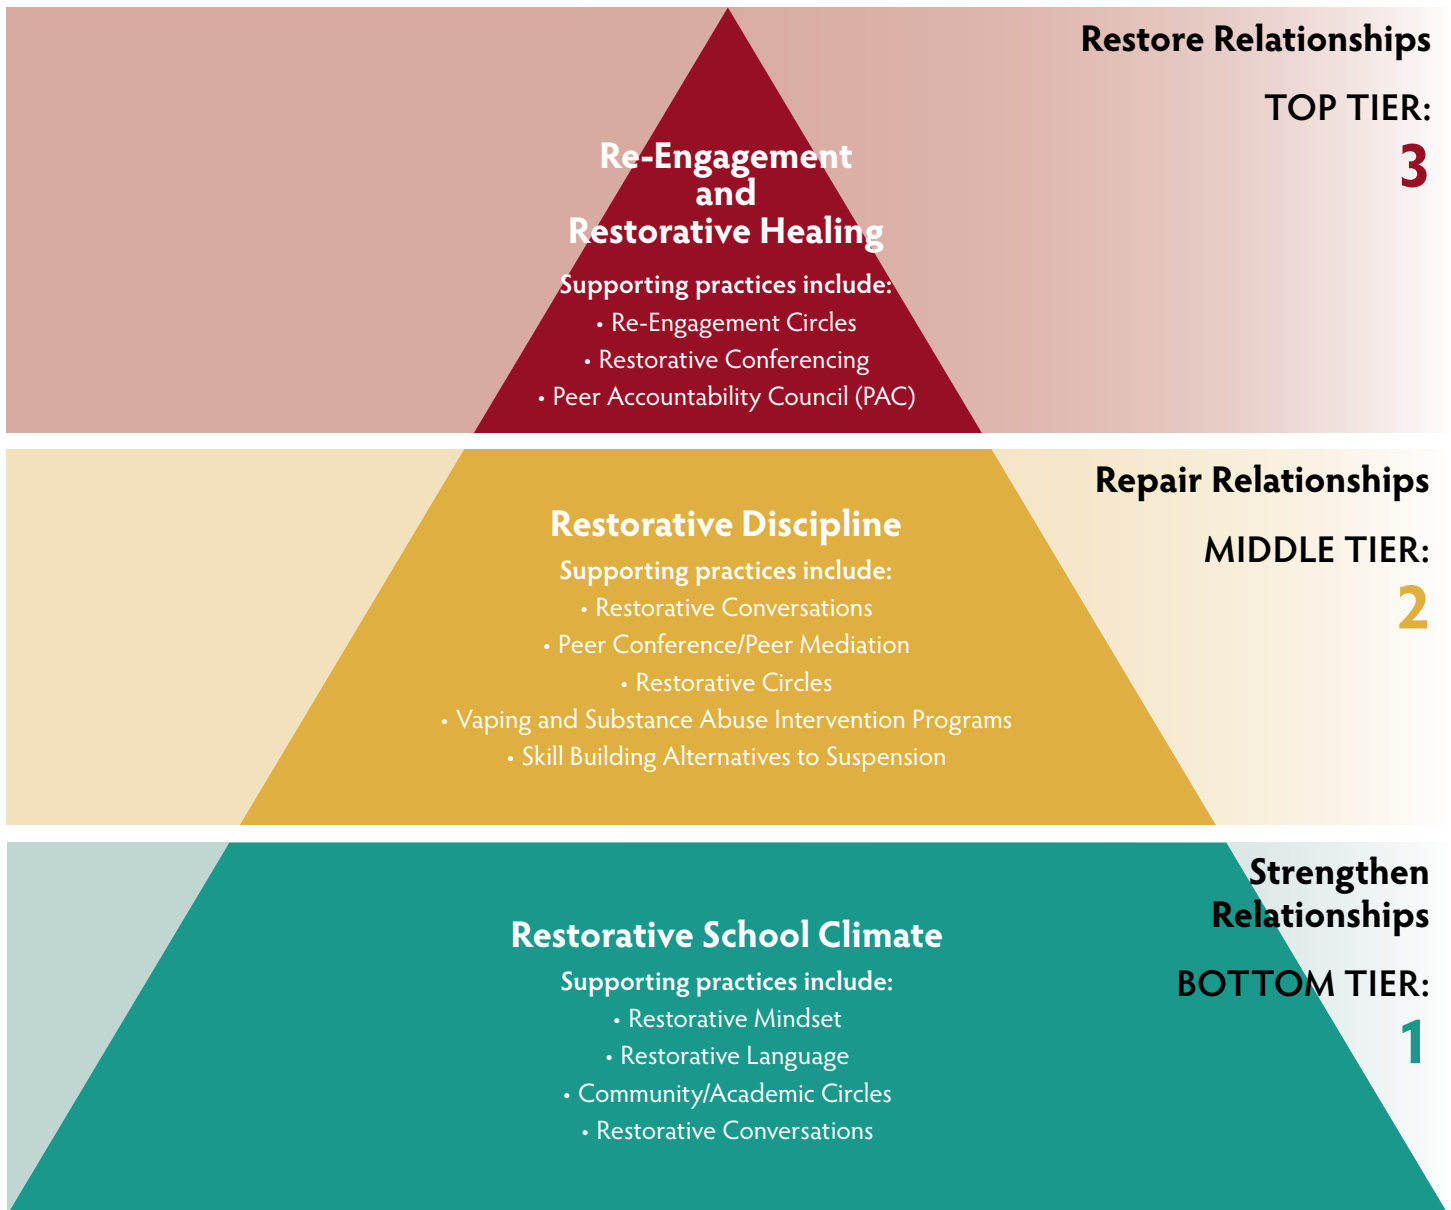 Restore Relationships
TOP TIER:
3
Re-Engagement
and
Restorative Healing
Supporting practices include:
• Re-Engagement Circles
• Restorative Conferencing
• Peer Accountability Council (PAC)
Repair Relationships
MIDDLE TIER:
2
Restorative Discipline
Supporting practices include:
• Restorative Conversations
• Peer Conference/Peer Mediation
• Restorative Circles
• Vaping and Substance Abuse Intervention Programs
• Skill Building Alternatives to Suspension
Strengthen
Relationships
BOTTOM TIER:
1
Restorative School Climate
Supporting practices include:
• Restorative Mindset
• Restorative Language
• Community/Academic Circles
• Restorative Conversations